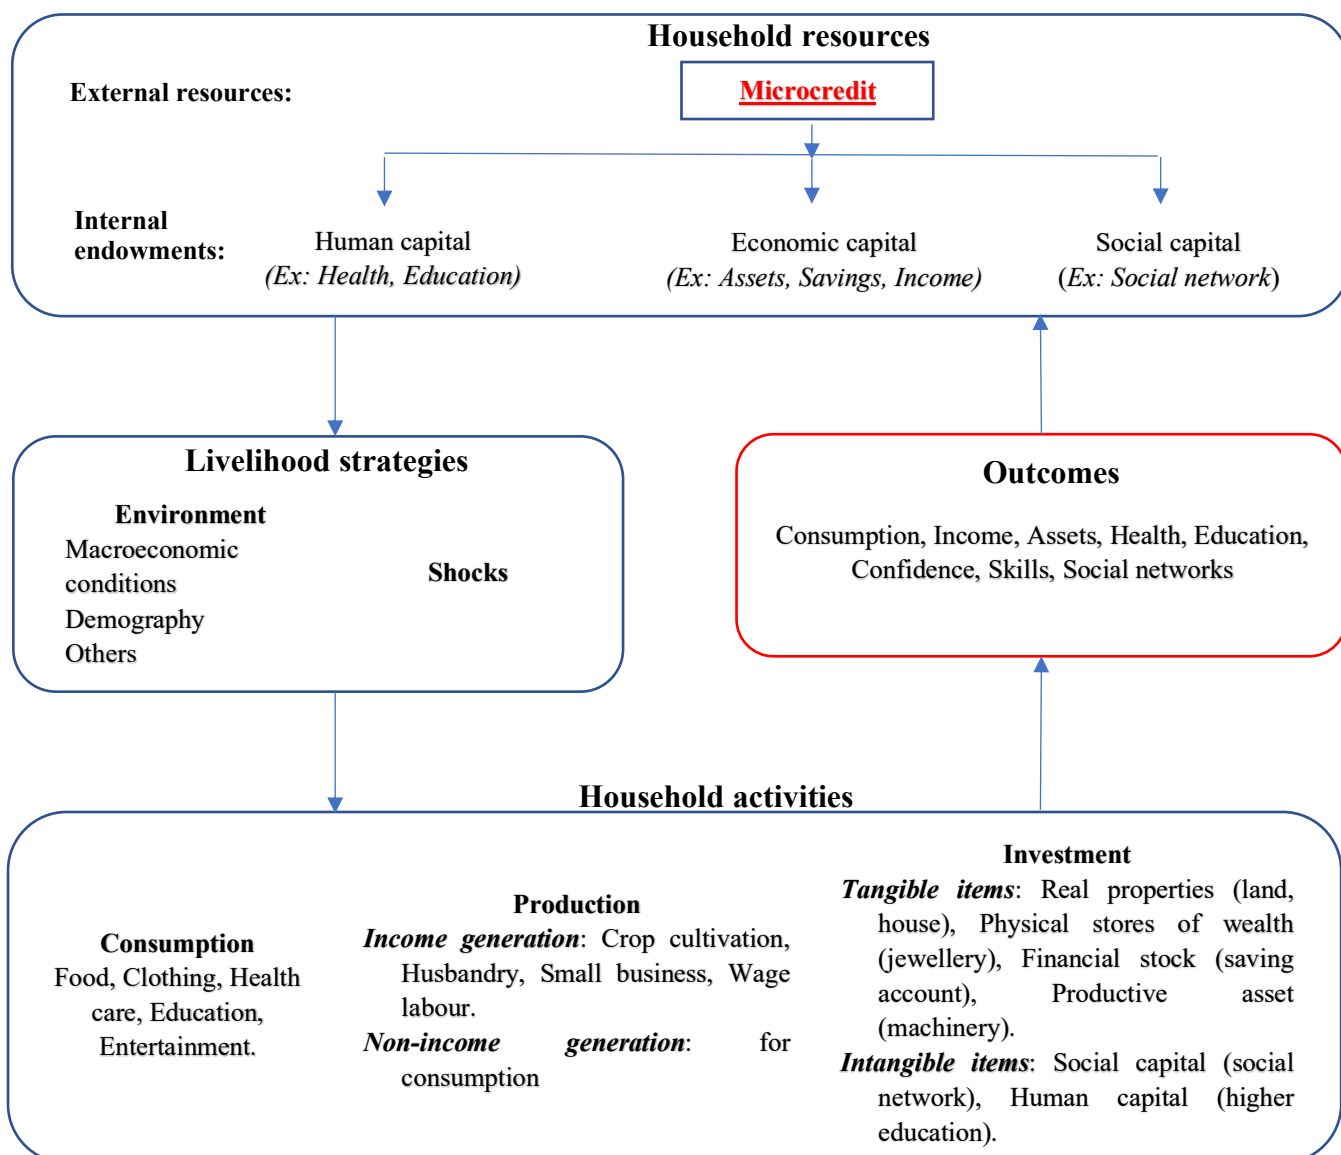 Household resources
External resources:
Microcredit
Internal
endowments:
Human capital
(Ex: Health, Education)
Economic capital
(Ex: Assets, Savings, Income)
Social capital
(Ex: Social network)
Livelihood strategies
Environment
Macroeconomic
conditions
Demography
Others
Shocks
Outcomes
Consumption, Income, Assets, Health, Education,
Confidence, Skills, Social networks
Household activities
Consumption
Food, Clothing, Health
care, Education,
Entertainment.
Production
Income generation: Crop cultivation,
Husbandry, Small business, Wage
labour.
Non-income generation: for
consumption
Investment
Tangible items: Real properties (land,
house), Physical stores of wealth
(jewellery), Financial stock (saving
account), Productive asset
(machinery).
Intangible items: Social capital (social
network), Human capital (higher
education).